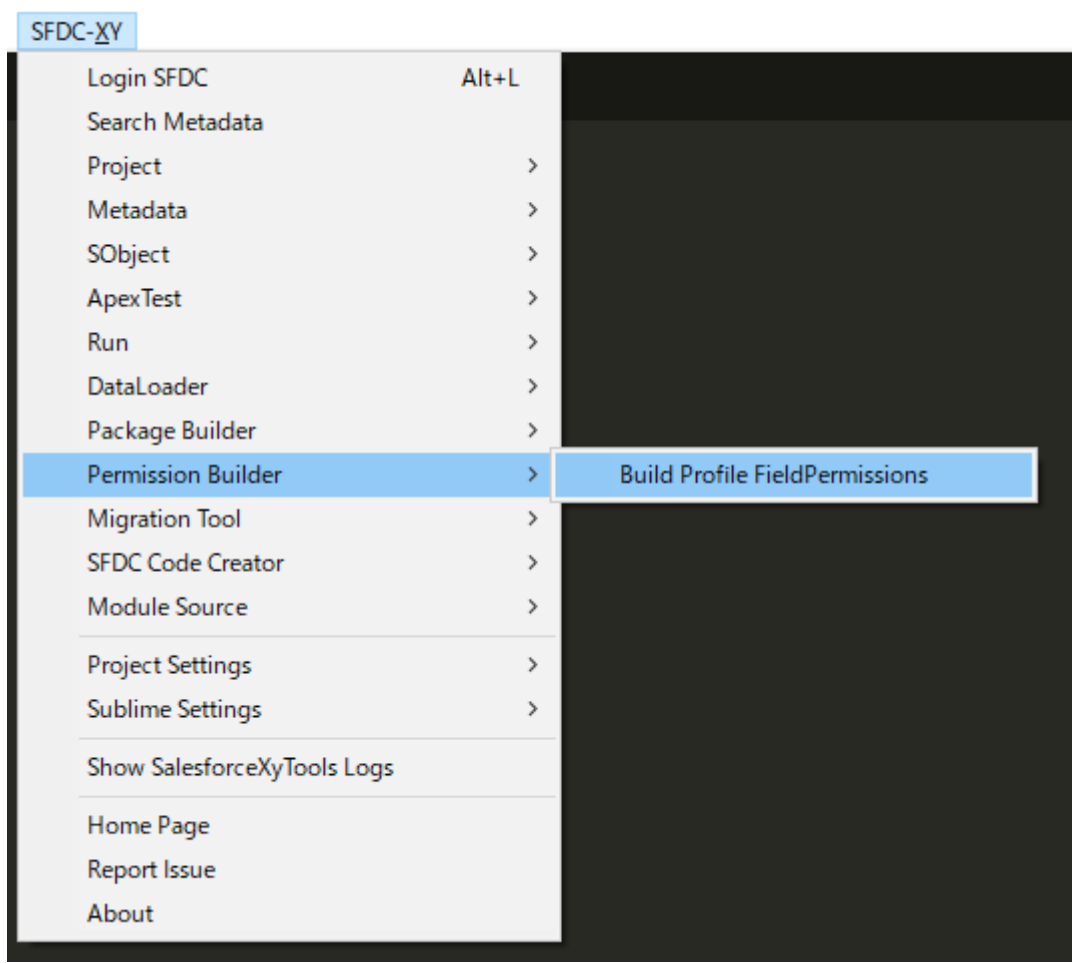 SFDC-XY
Login SFDC Alt+L
Search Metadata
Project
Metadata
SObject
ApexTest
Run
DataLoader
Package Builder
Permission Builder
Build Profile FieldPermissions
Migration Tool
SFDC Code Creator
Module Source
Project Settings
Sublime Settings
Show SalesforceXyTools Logs
Home Page
Report Issue
About